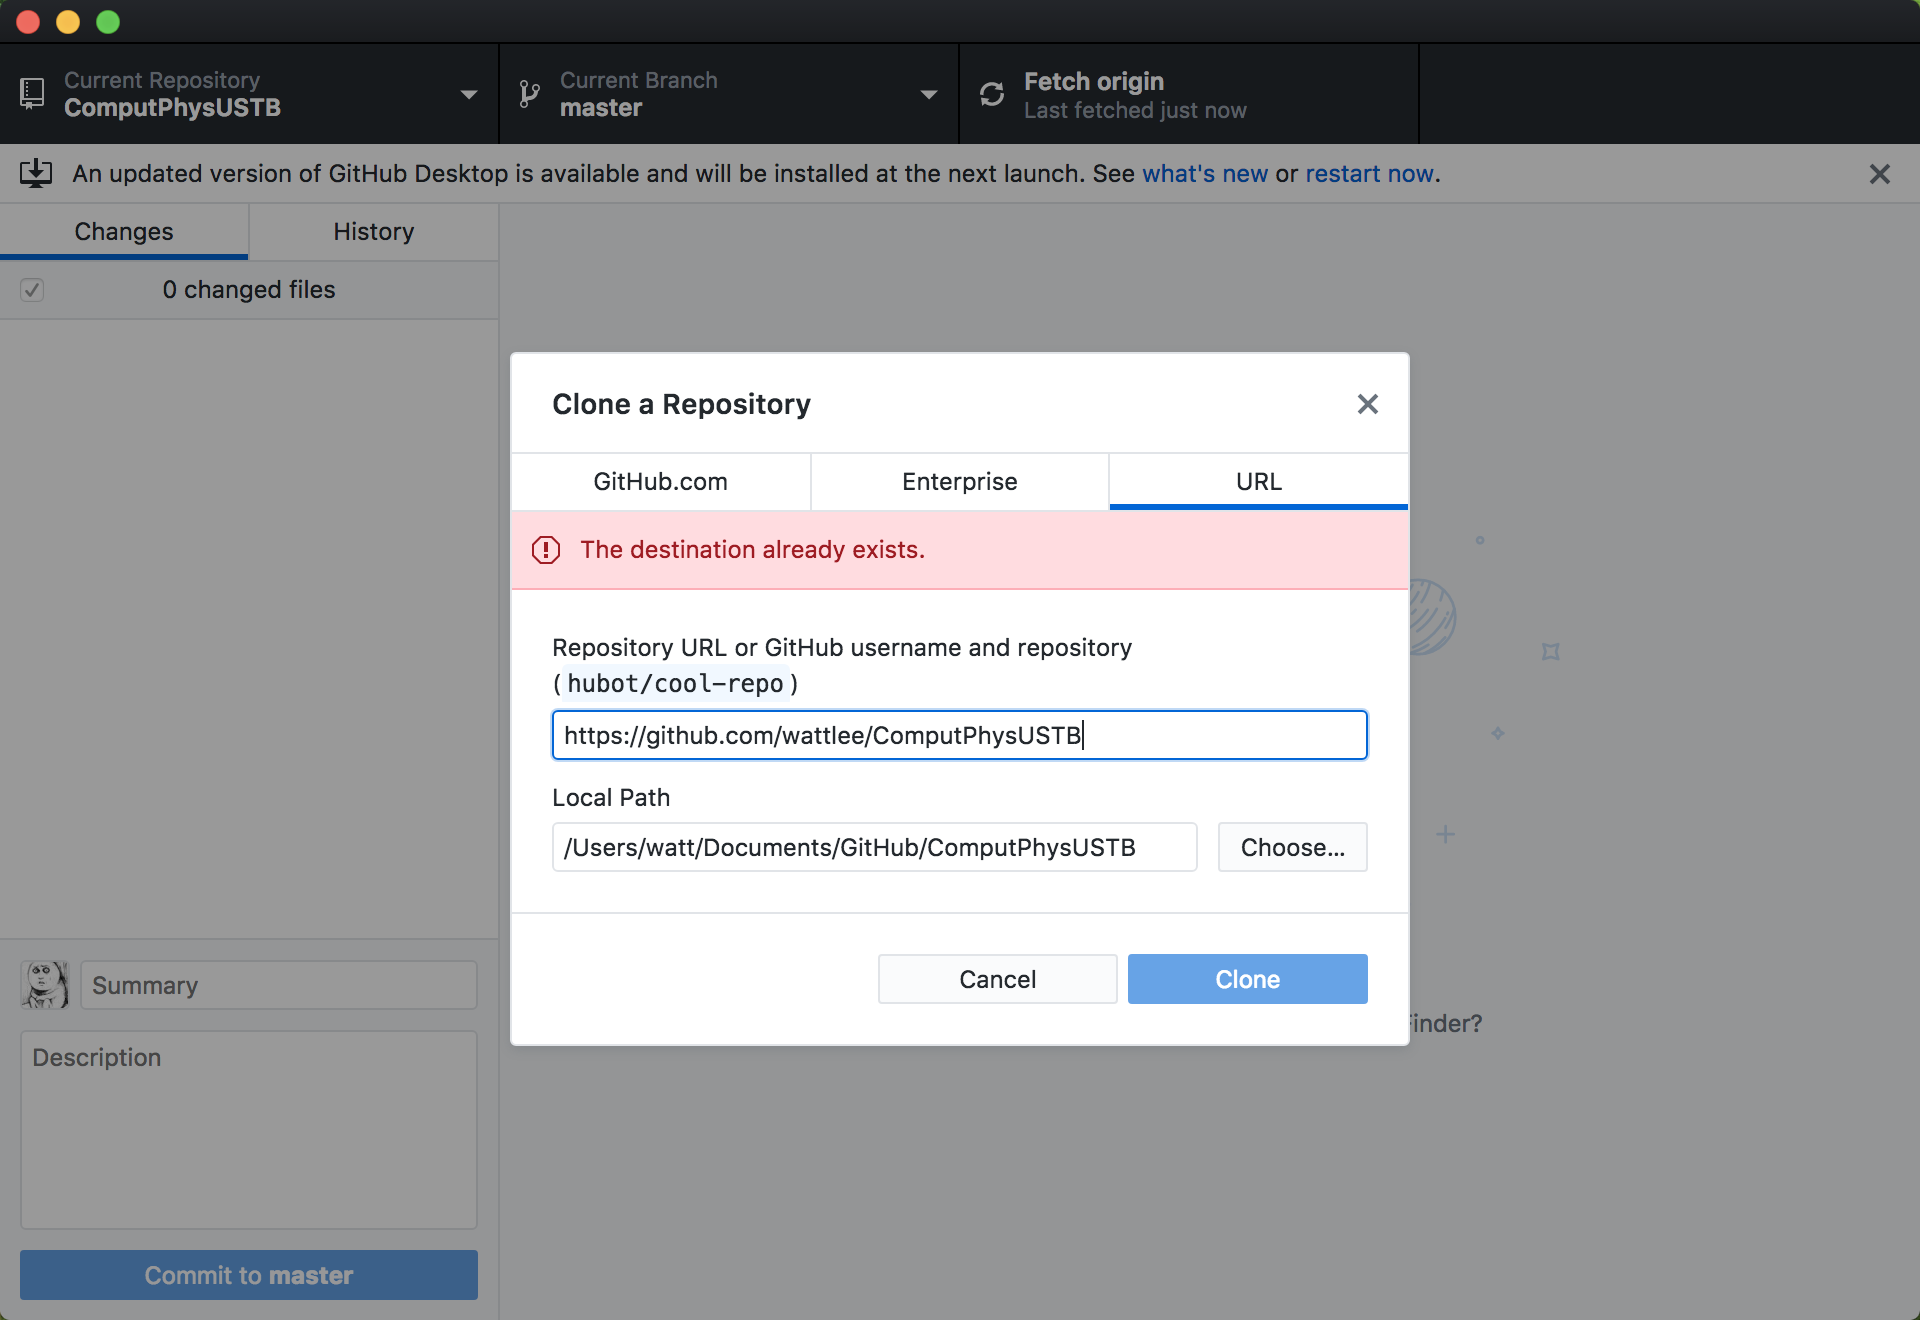 Current Repository
ComputPhysUSTB
Current Branch
master
Fetch origin
Last fetched just now
An updated version of GitHub Desktop is available and will be installed at the next launch. See what's new or restart now.
Changes
History
0 changed files
Clone a Repository
GitHub.com
Enterprise
URL
The destination already exists.
Repository URL or GitHub username and repository
(hubot/cool-repo)
https://github.com/wattlee/ComputPhysUSTB
Local Path
/Users/watt/Documents/GitHub/ComputPhysUSTB
Choose...
Cancel
Clone
Finder?
Summary
Description
Commit to master